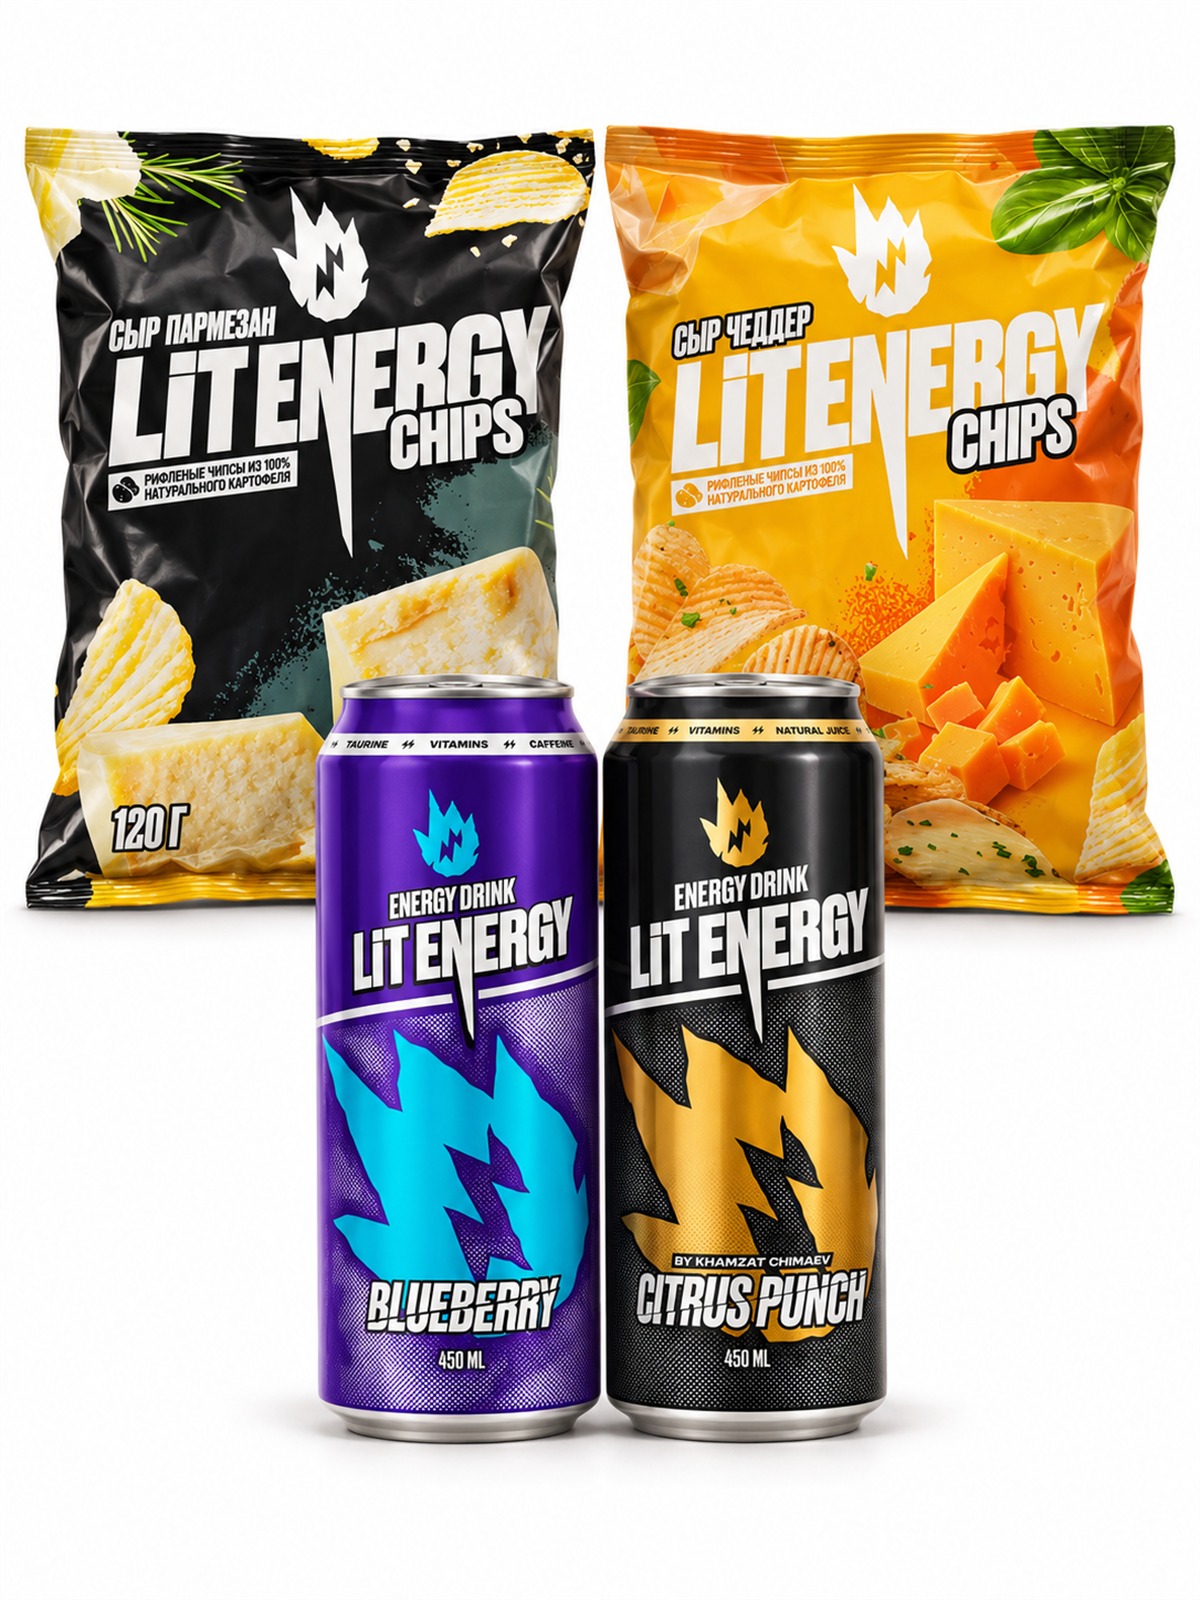 СЫР ПАРМЕЗАН
LiT ENERGY
CHIPS
РИФЛЕНЫЕ ЧИПСЫ ИЗ 100%
НАТУРАЛЬНОГО КАРТОФЕЛЯ
120 Г
СЫР ЧЕДДЕР
LiT ENERGY
CHIPS
РИФЛЕНЫЕ ЧИПСЫ ИЗ 100%
НАТУРАЛЬНОГО КАРТОФЕЛЯ
TAURINE VITAMINS CAFFEINE
ENERGY DRINK
LiT ENERGY
BLUEBERRY
450 ML
TAURINE VITAMINS NATURAL JUICE
ENERGY DRINK
LiT ENERGY
BY KHAMZAT CHIMAEV
CITRUS PUNCH
450 ML